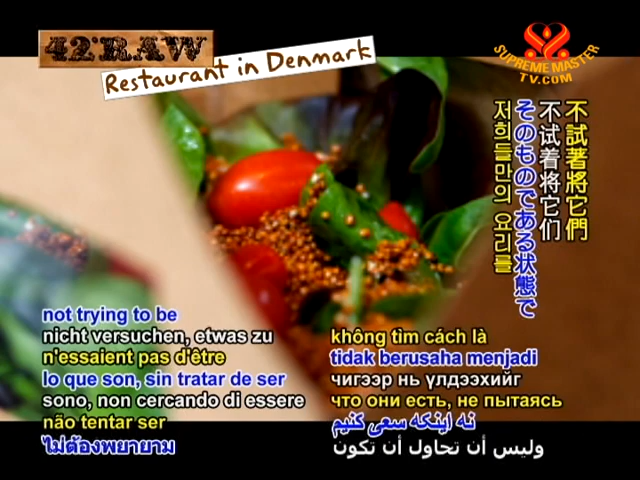 42°RAW
Restaurant in Denmark
SUPREME MASTER
TV.COM
不試著將它們
不试着将它们
そのものである状態で
저희들만의 요리를
not trying to be
nicht versuchen, etwas zu
n'essaient pas d'être
lo que son, sin tratar de ser
sono, non cercando di essere
não tentar ser
ไม่ต้องพยายาม
không tìm cách là
tidak berusaha menjadi
чигээр нь үлдээхийг
что они есть, не пытаясь
نه اینکه سعی کنیم
وليس أن تحاول أن تكون